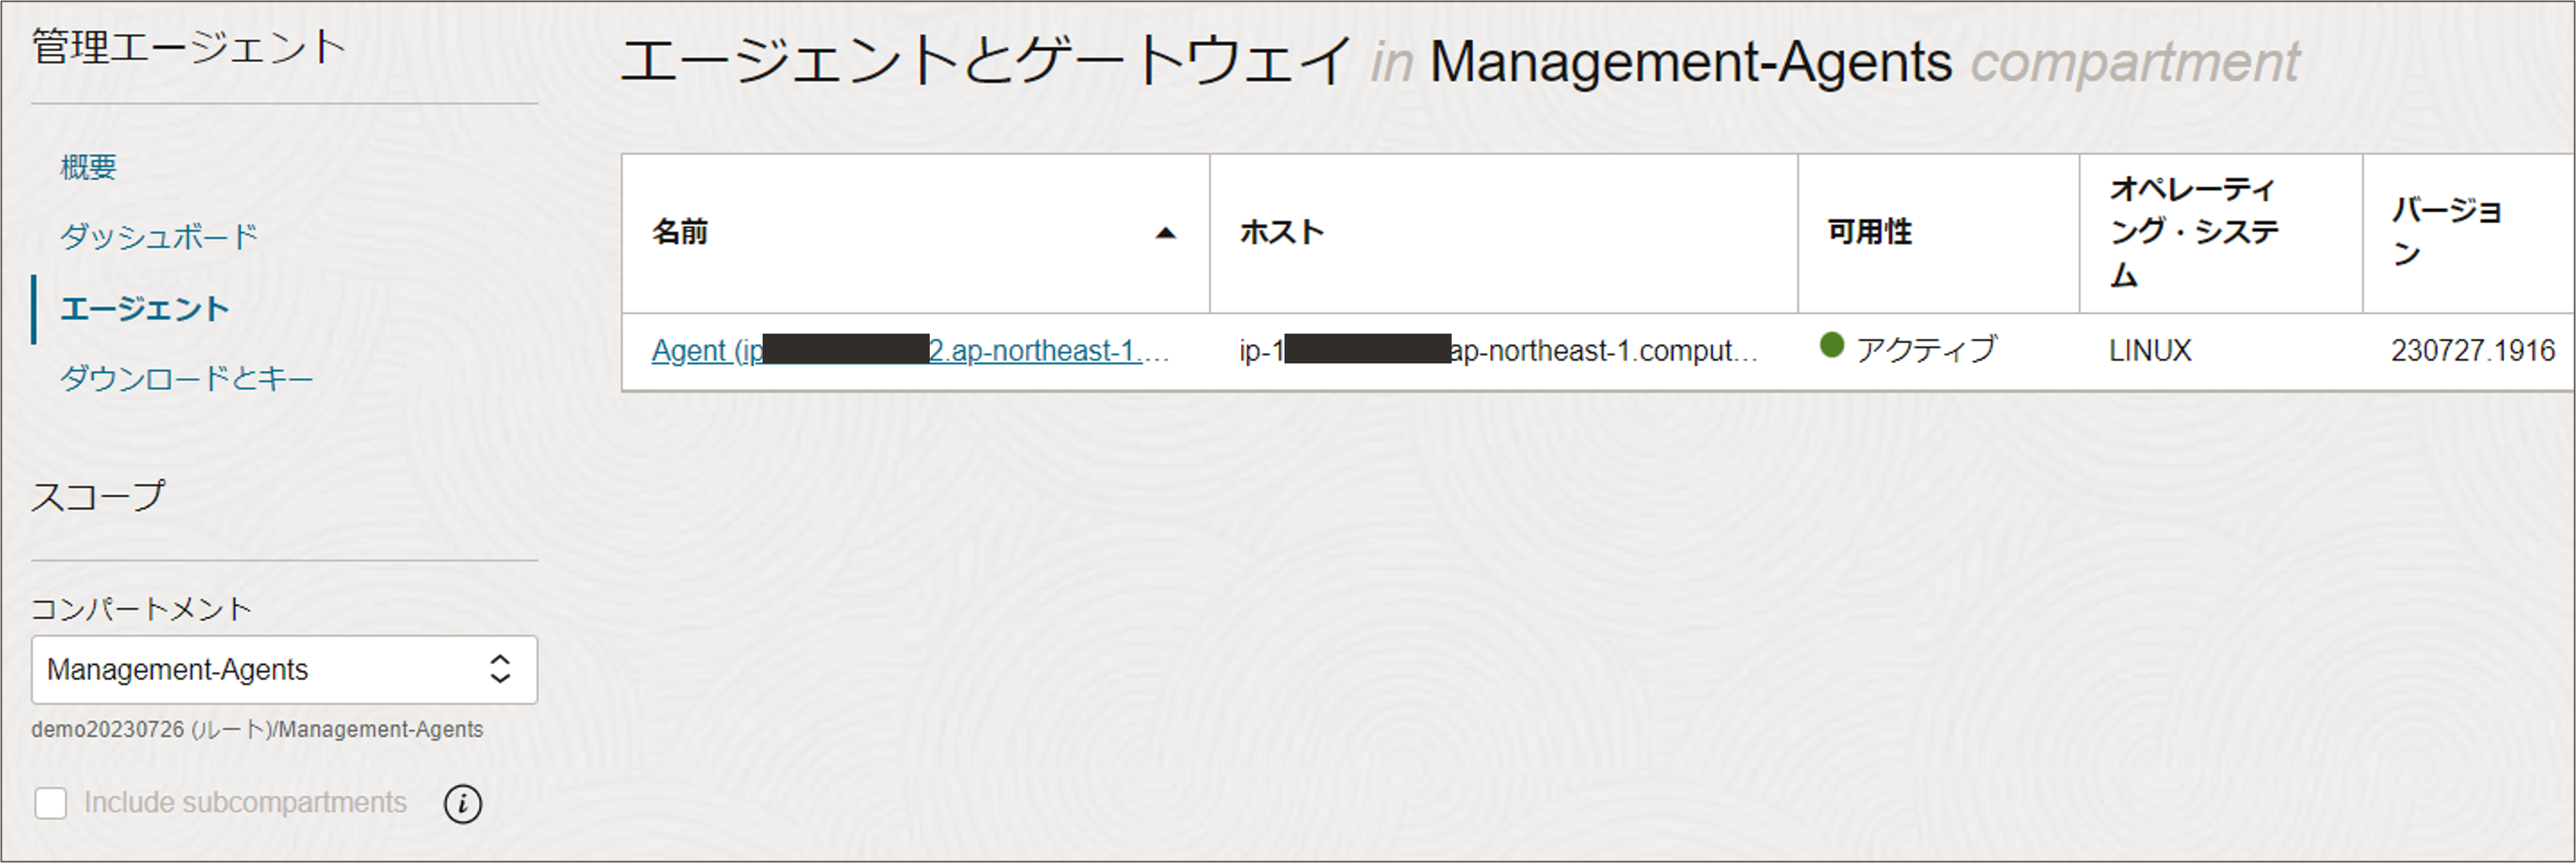 管理エージェント
概要
ダッシュボード
エージェント
ダウンロードとキー
スコープ
コンパートメント
Management-Agents
demo20230726 (ルート)/Management-Agents
Include subcompartments
エージェントとゲートウェイ in Management-Agents compartment
名前
ホスト
可用性
オペレーティ
ング・システ
ム
バージョ
ン
Agent (ip 2.ap-northeast-1.…
ip-1 ap-northeast-1.comput…
アクティブ
LINUX
230727.1916